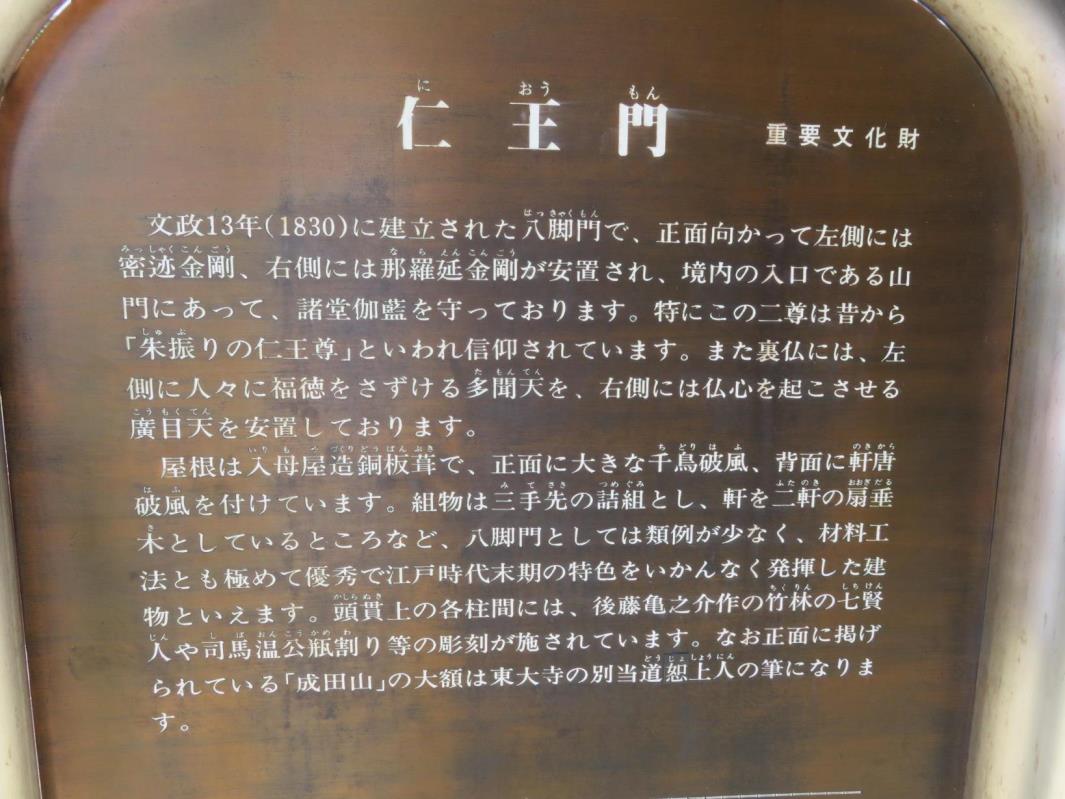 仁王門 重要文化財
文政13年(1830)に建立された八脚門で、正面向かって左側には
密迹金剛、右側には那羅延金剛が安置され、境内の入口である山
門にあって、諸堂伽藍を守っております。特にこの二尊は昔から
「朱振りの仁王尊」といわれ信仰されています。また裏仏には、左
側に人々に福徳をさずける多聞天を、右側には仏心を起こさせる
廣目天を安置しております。
屋根は入母屋造銅板葺で、正面に大きな千鳥破風、背面に軒唐
破風を付けています。組物は三手先の詰組とし、軒を二軒の扇垂
木としているところなど、八脚門としては類例が少なく、材料工
法とも極めて優秀で江戸時代末期の特色をいかんなく発揮した建
物といえます。頭貫上の各柱間には、後藤亀之介作の竹林の七賢
人や司馬温公瓶割り等の彫刻が施されています。なお正面に掲げ
られている「成田山」の大額は東大寺の別当道恕上人の筆になりま
す。